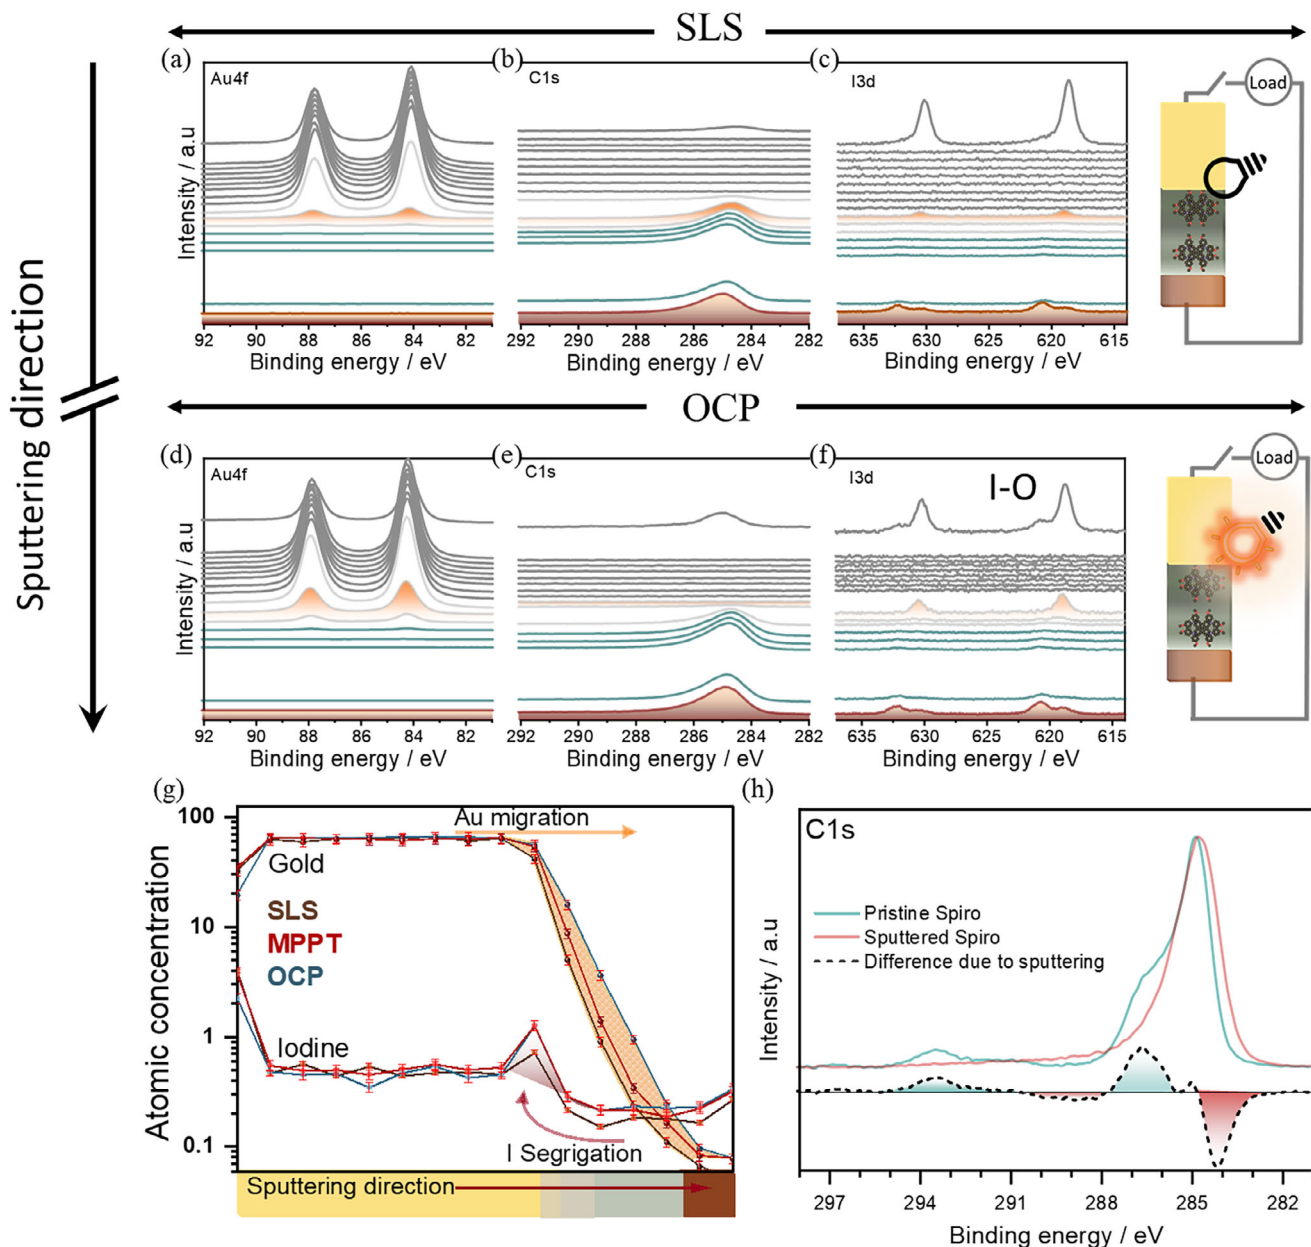 SLS
(a)
Au4f
(b)
C1s
(c)
I3d
Load
Intensity / a.u
92 90 88 86 84 82
Binding energy / eV
292 290 288 286 284 282
Binding energy / eV
635 630 625 620 615
Binding energy / eV
Sputtering direction
OCP
(d)
Au4f
(e)
C1s
(f)
I3d
I-O
Load
Intensity / a.u
92 90 88 86 84 82
Binding energy / eV
292 290 288 286 284 282
Binding energy / eV
635 630 625 620 615
Binding energy / eV
(g)
Atomic concentration
100
10
1
0.1
Au migration
Gold
SLS
MPPT
OCP
Iodine
I Segrigation
Sputtering direction
(h)
C1s
Pristine Spiro
Sputtered Spiro
Difference due to sputtering
Intensity / a.u
297 294 291 288 285 282
Binding energy / eV